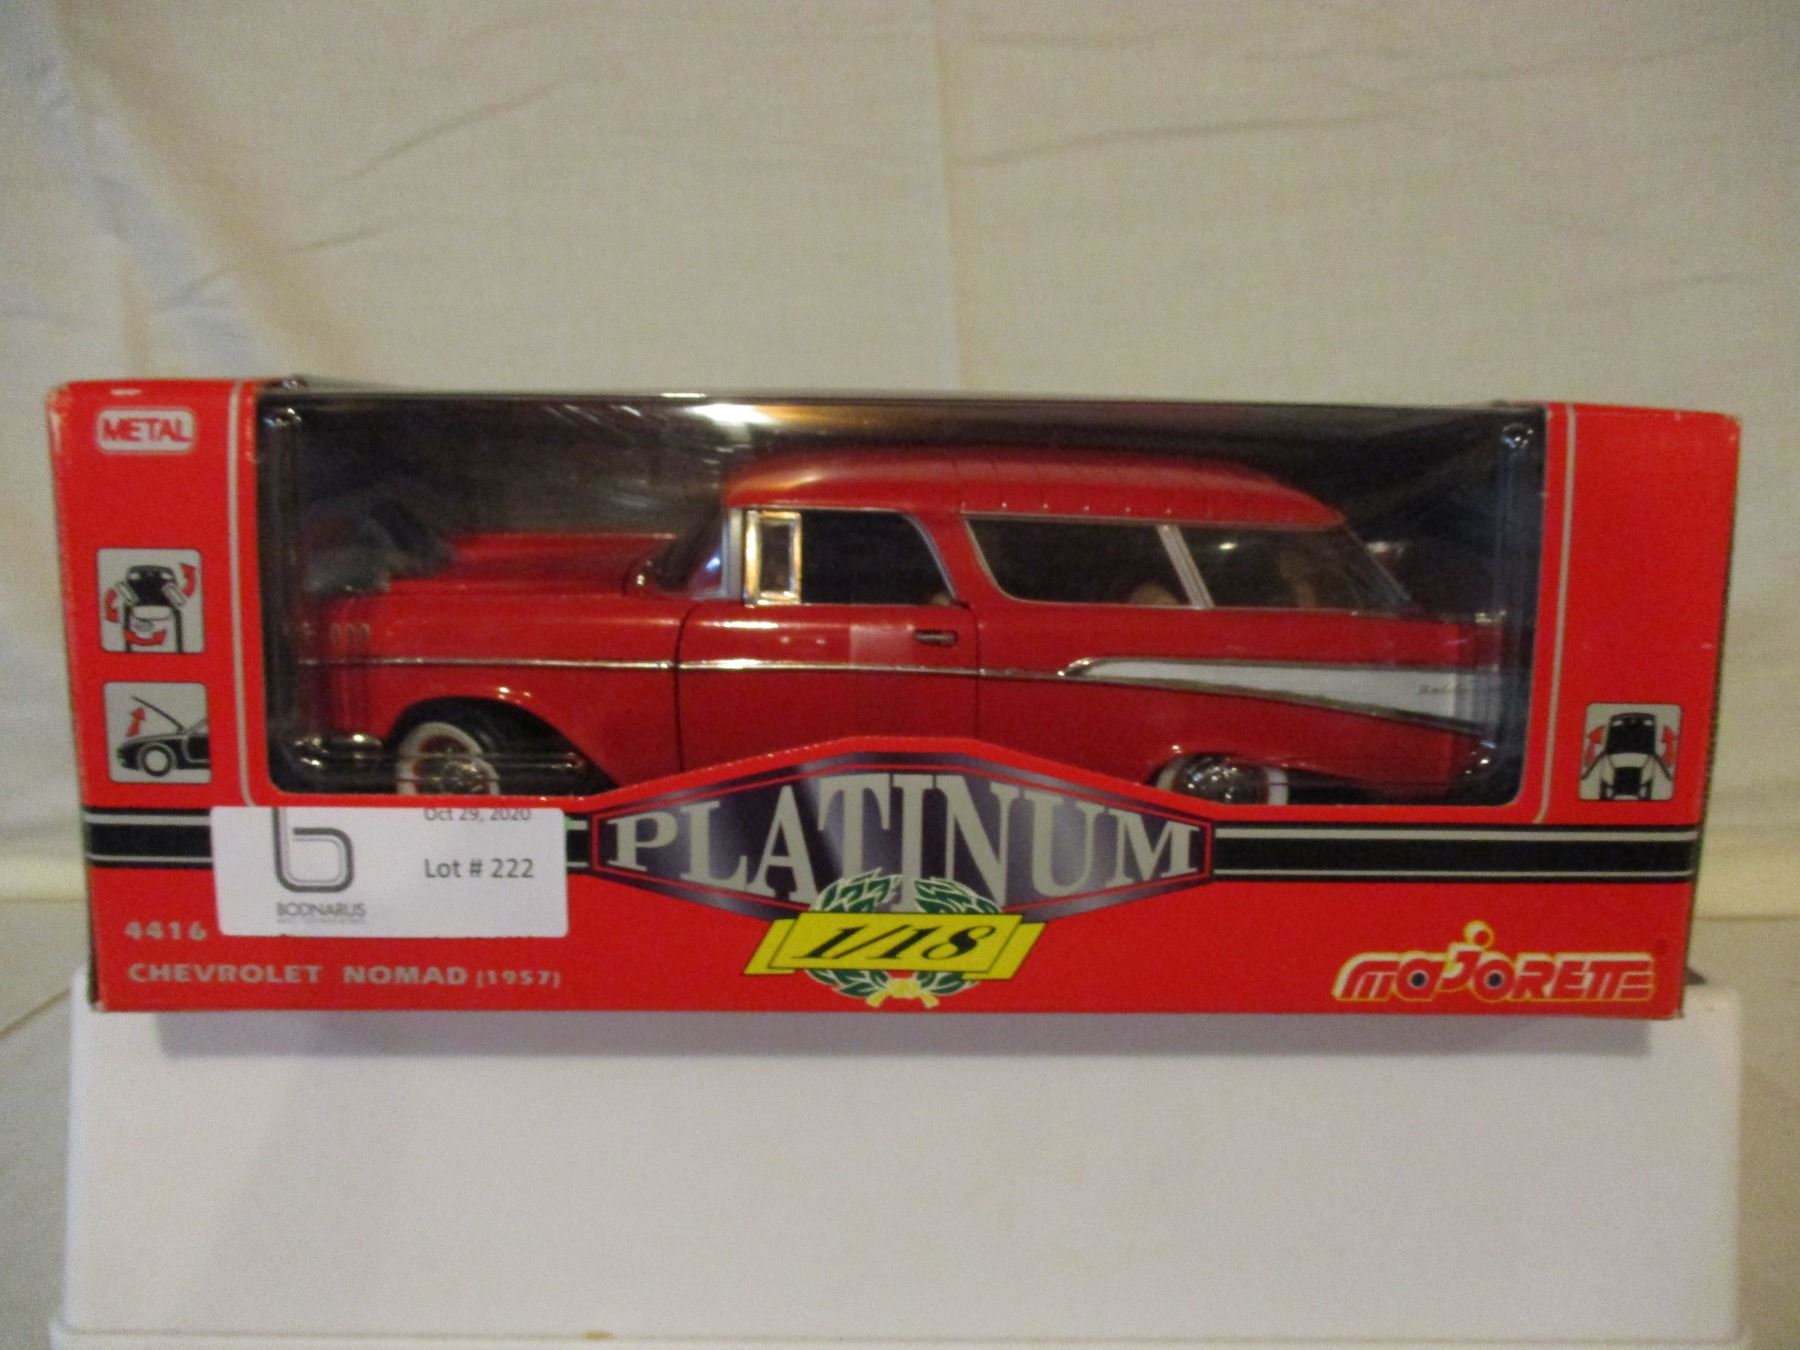 METAL
Oct 29, 2020
Lot # 222
BODNARUS
PLATINUM
1/18
4416
CHEVROLET NOMAD (1957)
majorette